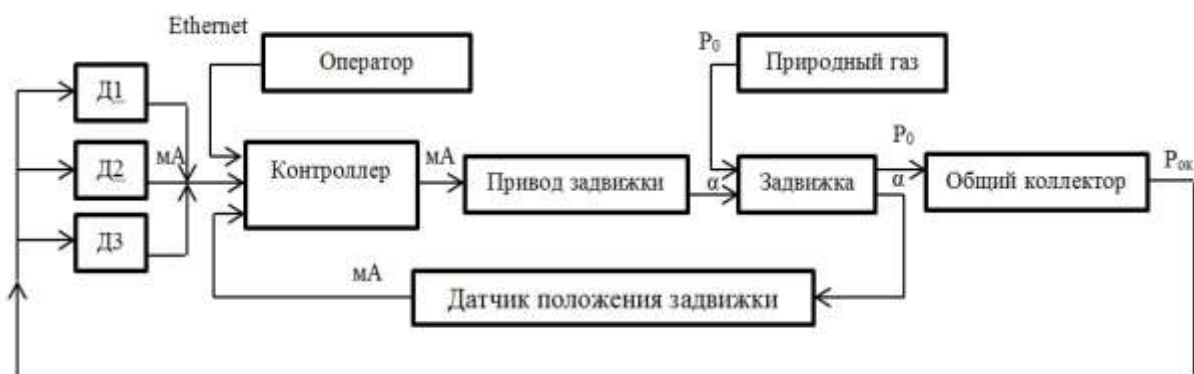 Ethernet
Оператор
P₀
Природный газ
Д1
Д2
мА
Д3
Контроллер
мА
Привод задвижки
α
Задвижка
P₀
α
Общий коллектор
Pок
мА
Датчик положения задвижки